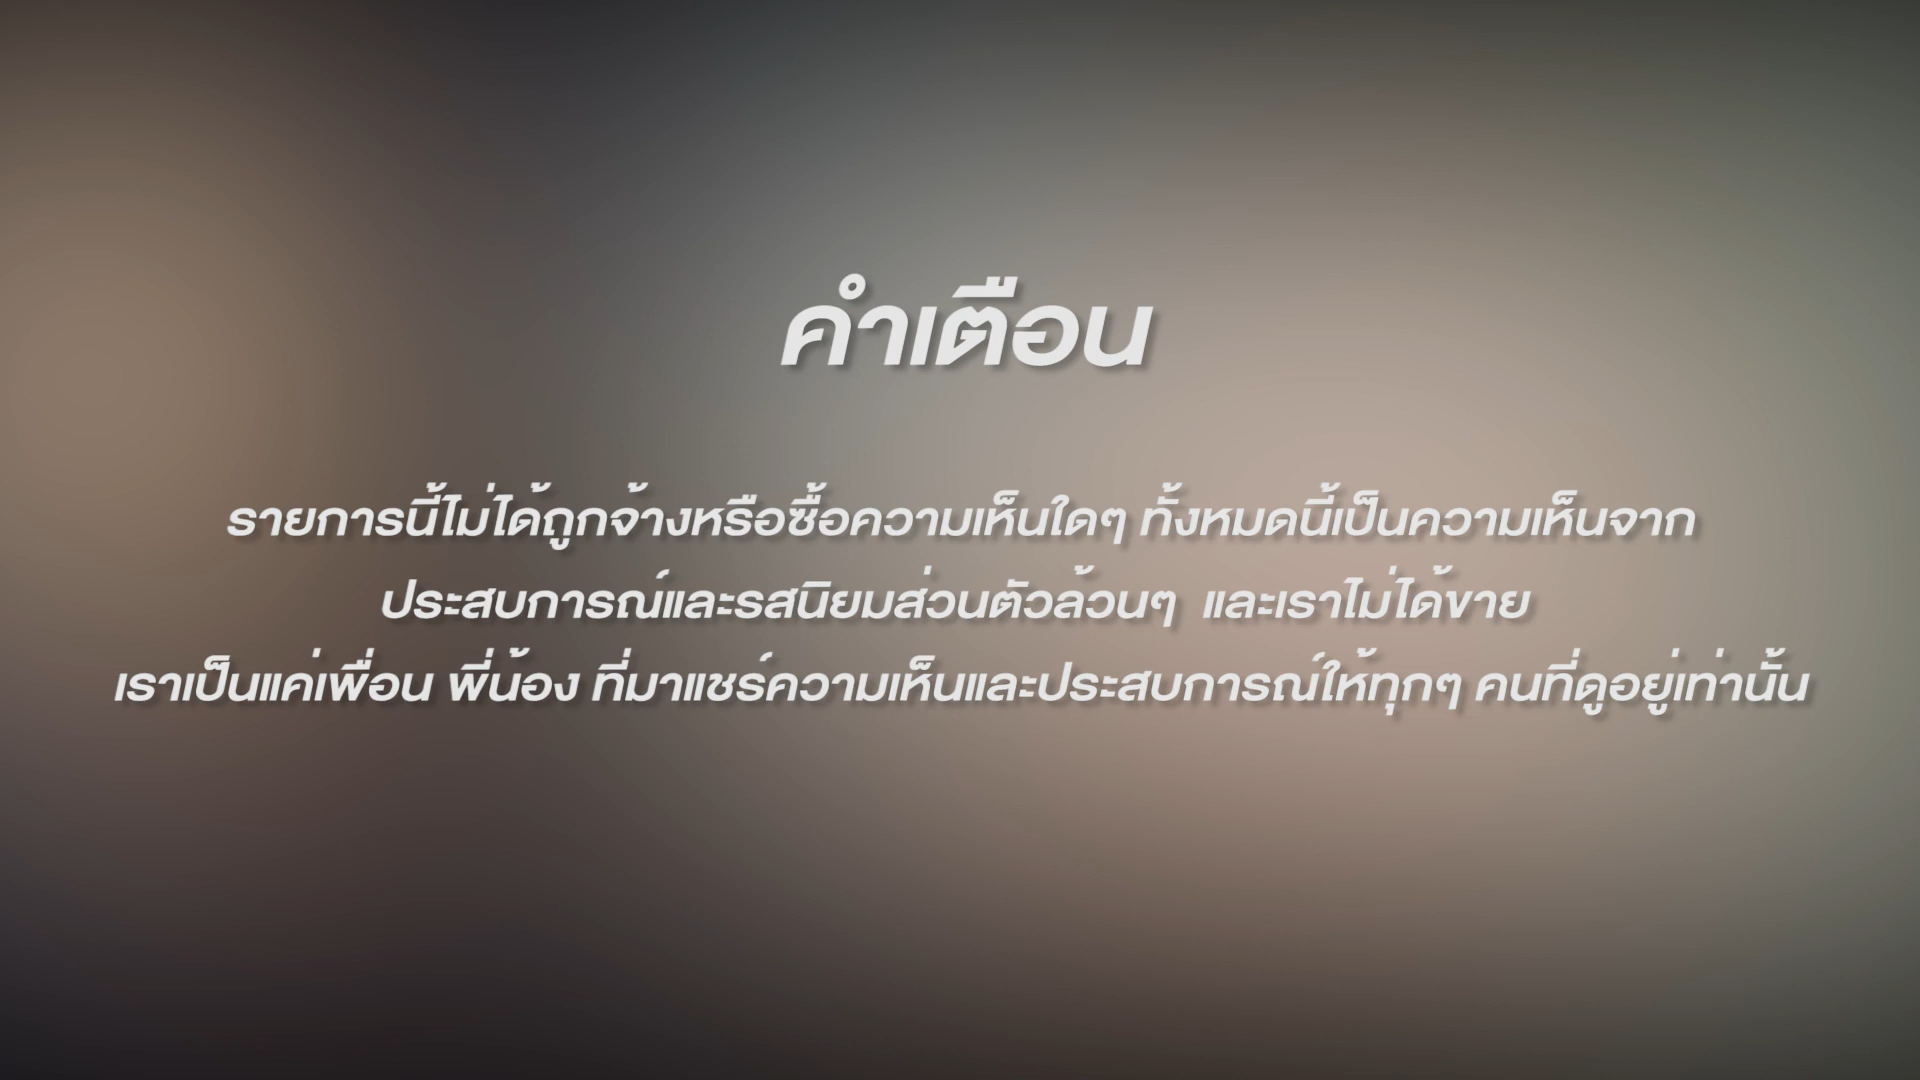 คำเตือน
รายการนี้ไม่ได้ถูกจ้างหรือซื้อความเห็นใดๆ ทั้งหมดนี้เป็นความเห็นจาก
ประสบการณ์และรสนิยมส่วนตัวล้วนๆ และเราไม่ได้ขาย
เราเป็นแค่เพื่อน พี่น้อง ที่มาแชร์ความเห็นและประสบการณ์ให้ทุกๆ คนที่ดูอยู่เท่านั้น